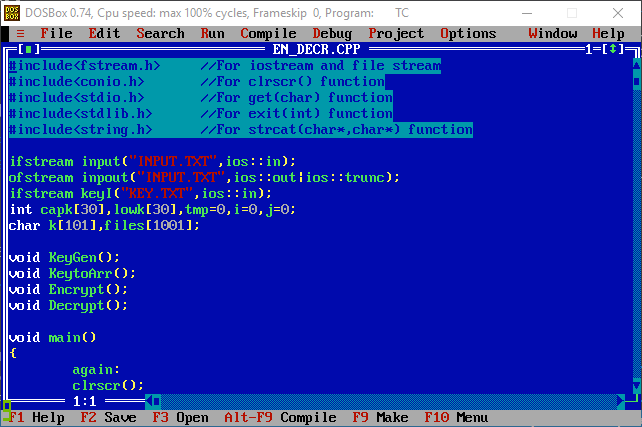 DOSBox 0.74, Cpu speed: max 100% cycles, Frameskip 0, Program: TC
≡ File Edit Search Run Compile Debug Project Options Window Help
[■] EN_DECR.CPP 1=[↕]
#include<fstream.h> //For iostream and file stream
#include<conio.h> //For clrscr() function
#include<stdio.h> //For get(char) function
#include<stdlib.h> //For exit(int) function
#include<string.h> //For strcat(char*,char*) function
ifstream input("INPUT.TXT",ios::in);
ofstream inpout("INPUT.TXT",ios::out|ios::trunc);
ifstream keyI("KEY.TXT",ios::in);
int capk[30],lowk[30],tmp=0,i=0,j=0;
char k[101],files[1001];
void KeyGen();
void KeytoArr();
void Encrypt();
void Decrypt();
void main()
{
again:
clrscr();
1:1
F1 Help F2 Save F3 Open Alt-F9 Compile F9 Make F10 Menu